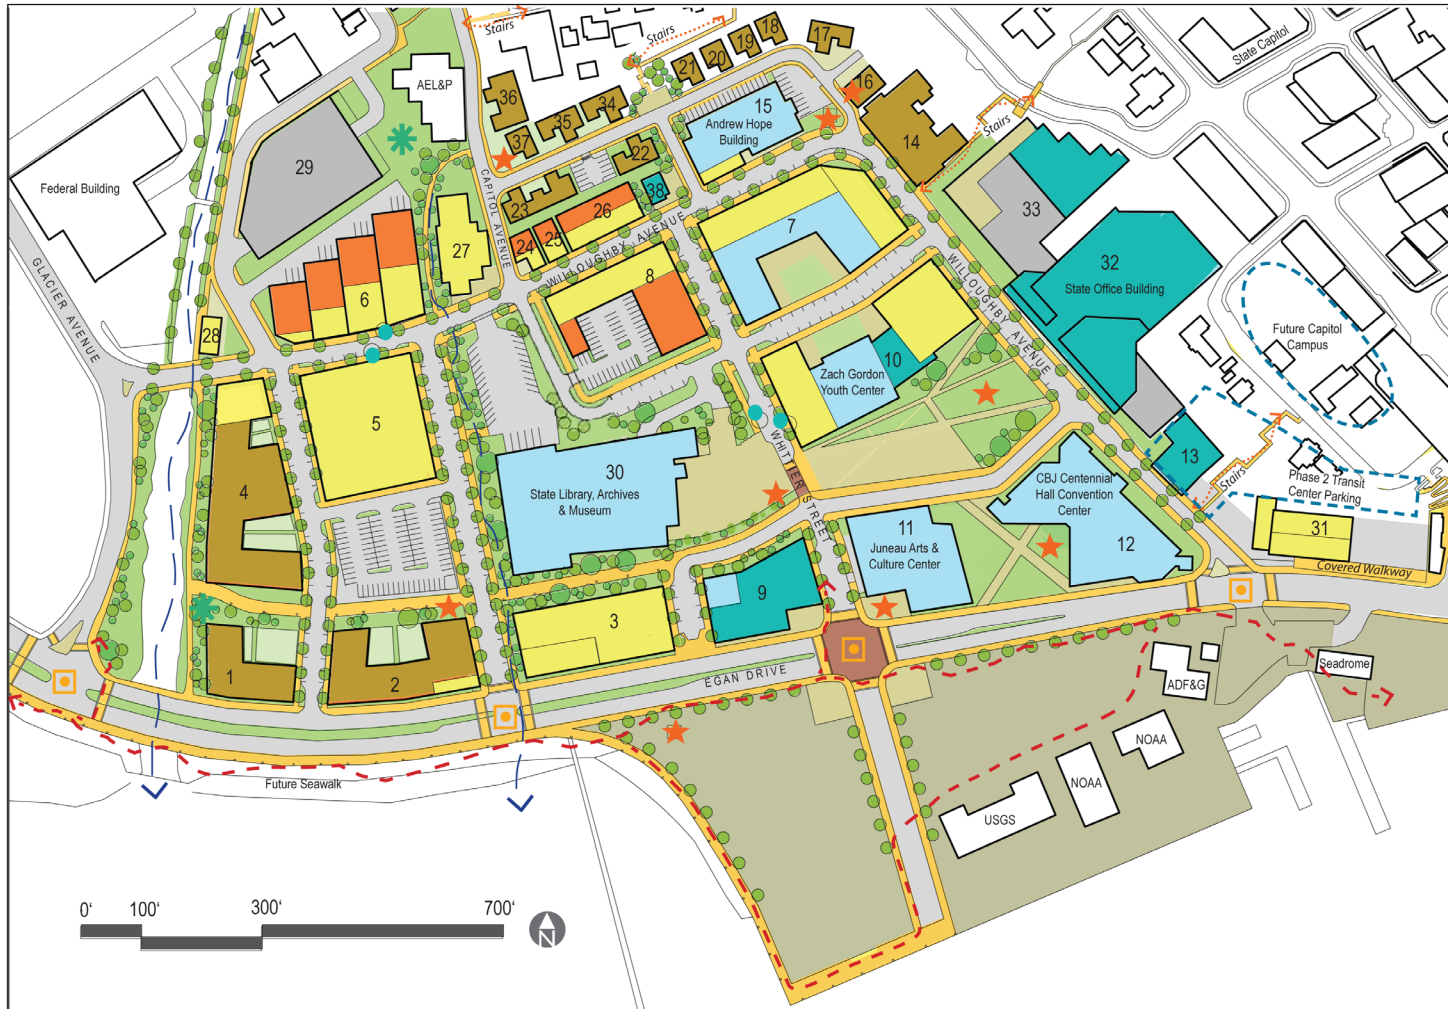 Stairs
Stairs
State Capitol
18
17
19
20
21
AEL&P
36
34
35
37
15
Andrew Hope
Building
16
14
Stairs
Federal Building
29
22
23
38
26
25
24
CAPITOL AVENUE
WILLOUGHBY AVENUE
33
7
27
8
6
28
32
State Office Building
WILLOUGHBY AVENUE
GLACIER AVENUE
Future Capitol
Campus
10
Zach Gordon
Youth Center
5
4
30
State Library, Archives
& Museum
WHITTIER STREET
CBJ Centennial
Hall Convention
Center
13
Stairs
Phase 2 Transit
Center Parking
11
Juneau Arts &
Culture Center
12
31
Covered Walkway
9
3
1
2
EGAN DRIVE
Seadrome
ADF&G
NOAA
NOAA
USGS
Future Seawalk
0' 100' 300' 700'
N